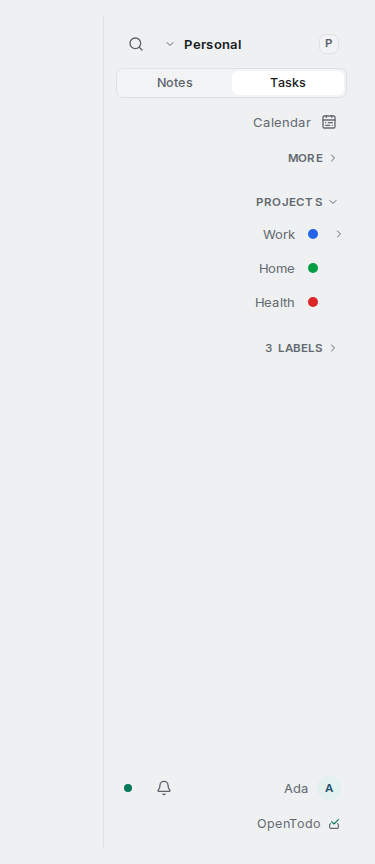 Personal P
Notes Tasks
Calendar
MORE
PROJECTS
Work
Home
Health
3 LABELS
Ada A
OpenTodo